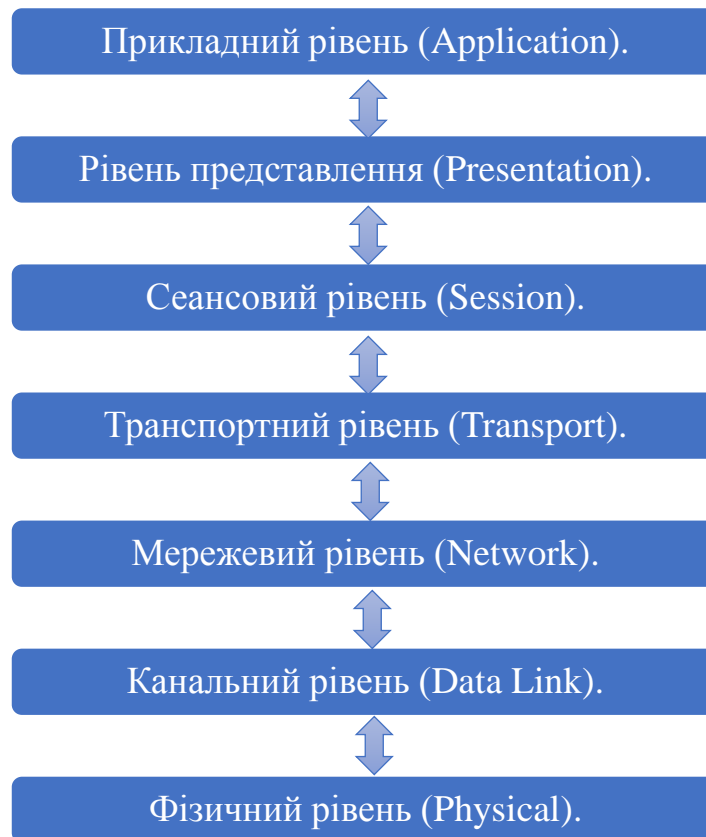 Прикладний рівень (Application).
Рівень представлення (Presentation).
Сеансовий рівень (Session).
Транспортний рівень (Transport).
Мережевий рівень (Network).
Канальний рівень (Data Link).
Фізичний рівень (Physical).